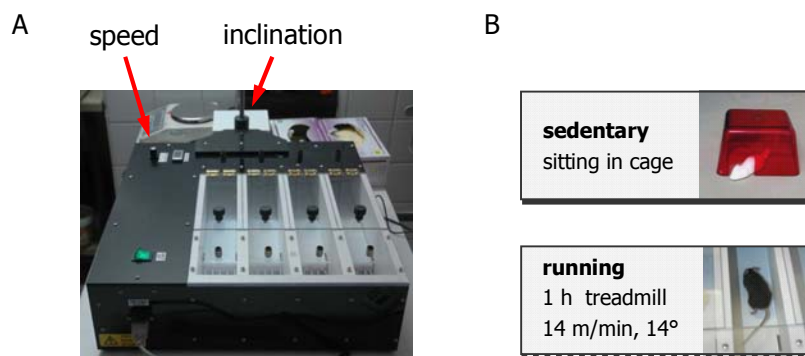 A
speed
inclination
B
sedentary
sitting in cage
running
1 h treadmill
14 m/min, 14°